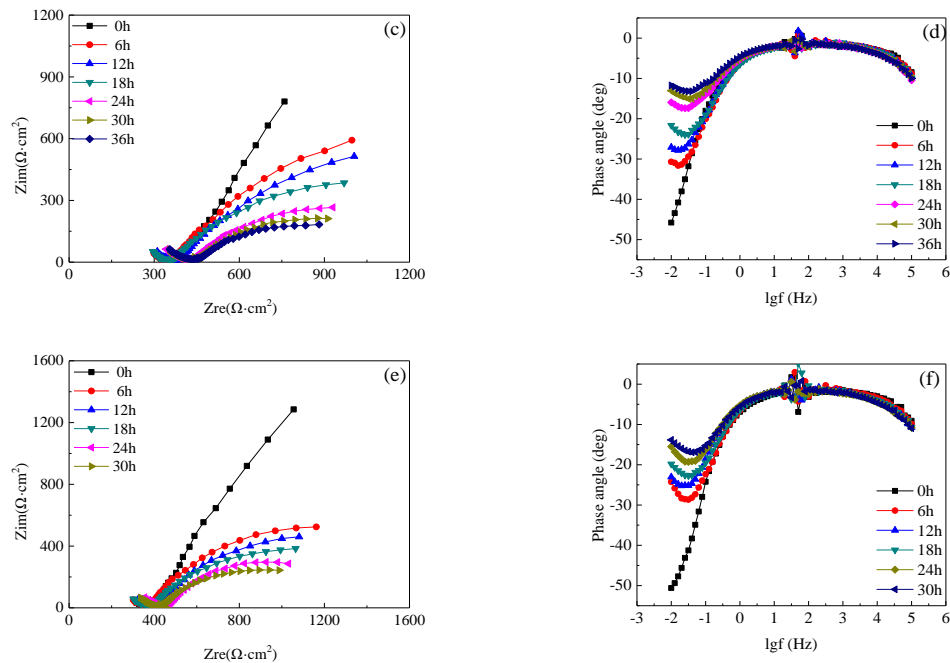 (c)
0h
6h
12h
18h
24h
30h
36h
1200
900
600
300
0
0 300 600 900 1200
Zim(Ω·cm²)
Zre(Ω·cm²)
(d)
0
-10
-20
-30
-40
-50
-3 -2 -1 0 1 2 3 4 5 6
Phase angle (deg)
lgf (Hz)
0h
6h
12h
18h
24h
30h
36h
(e)
0h
6h
12h
18h
24h
30h
1600
1200
800
400
0
0 400 800 1200 1600
Zim(Ω·cm²)
Zre(Ω·cm²)
(f)
0
-10
-20
-30
-40
-50
-3 -2 -1 0 1 2 3 4 5 6
Phase angle (deg)
lgf (Hz)
0h
6h
12h
18h
24h
30h